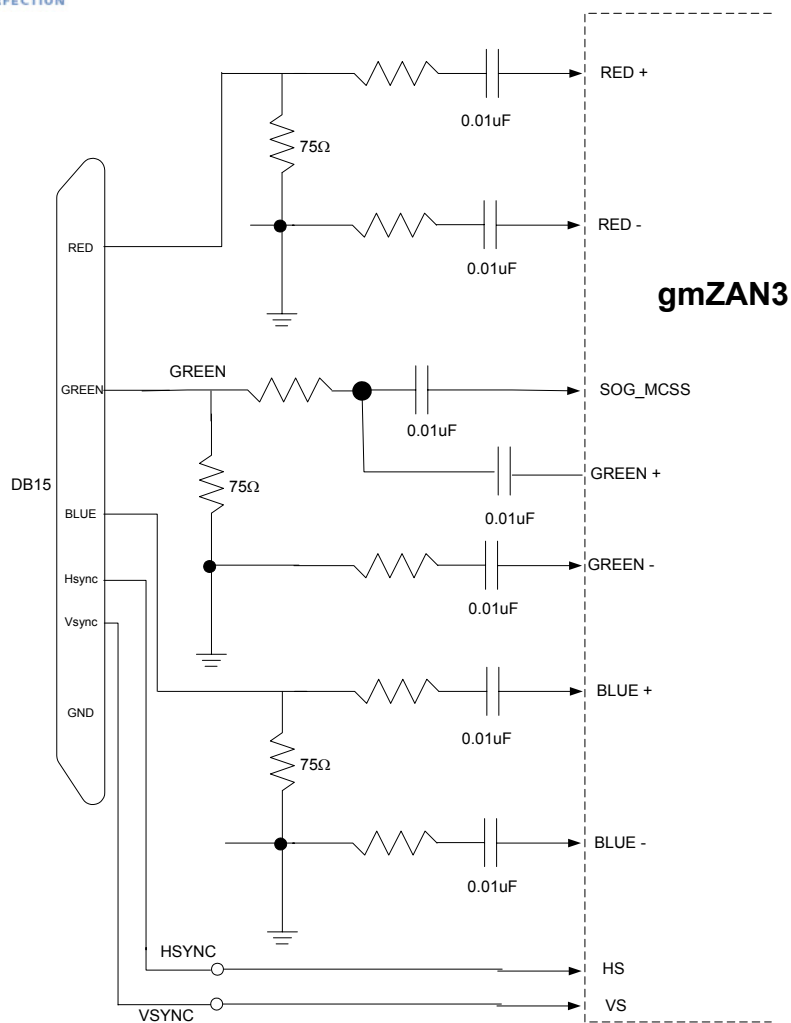 RED +
0.01uF
75Ω
RED -
RED
0.01uF
gmZAN3
GREEN
GREEN
SOG_MCSS
0.01uF
GREEN +
DB15
75Ω
BLUE
0.01uF
GREEN -
Hsync
0.01uF
Vsync
BLUE +
GND
0.01uF
75Ω
BLUE -
0.01uF
HSYNC
HS
VS
VSYNC